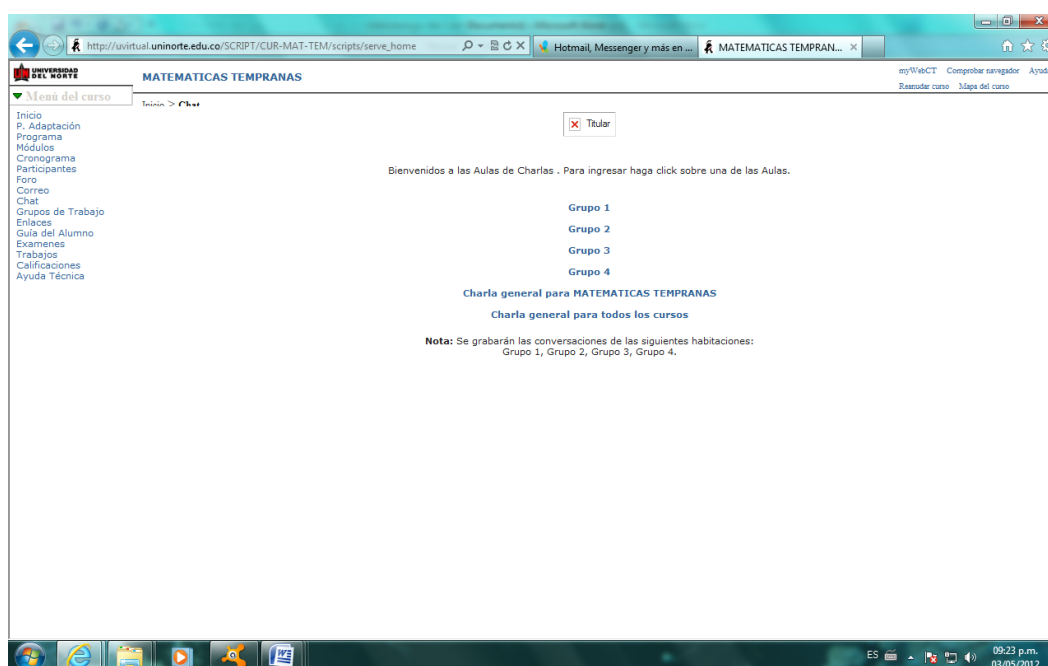 http://uvirtual.uninorte.edu.co/SCRIPT/CUR-MAT-TEM/scripts/serve_home
Hotmail, Messenger y más en ...
MATEMATICAS TEMPRAN...
UNIVERSIDAD
DEL NORTE
MATEMATICAS TEMPRANAS
myWebCT Comprobar navegador Ayuda
Reanudar curso Mapa del curso
Menú del curso
Inicio > Chat
Inicio
P. Adaptación
Programa
Módulos
Cronograma
Participantes
Foro
Correo
Chat
Grupos de Trabajo
Enlaces
Guía del Alumno
Examenes
Trabajos
Calificaciones
Ayuda Técnica
Titular
Bienvenidos a las Aulas de Charlas . Para ingresar haga click sobre una de las Aulas.
Grupo 1
Grupo 2
Grupo 3
Grupo 4
Charla general para MATEMATICAS TEMPRANAS
Charla general para todos los cursos
Nota: Se grabarán las conversaciones de las siguientes habitaciones:
Grupo 1, Grupo 2, Grupo 3, Grupo 4.
ES
09:23 p.m.
03/05/2012